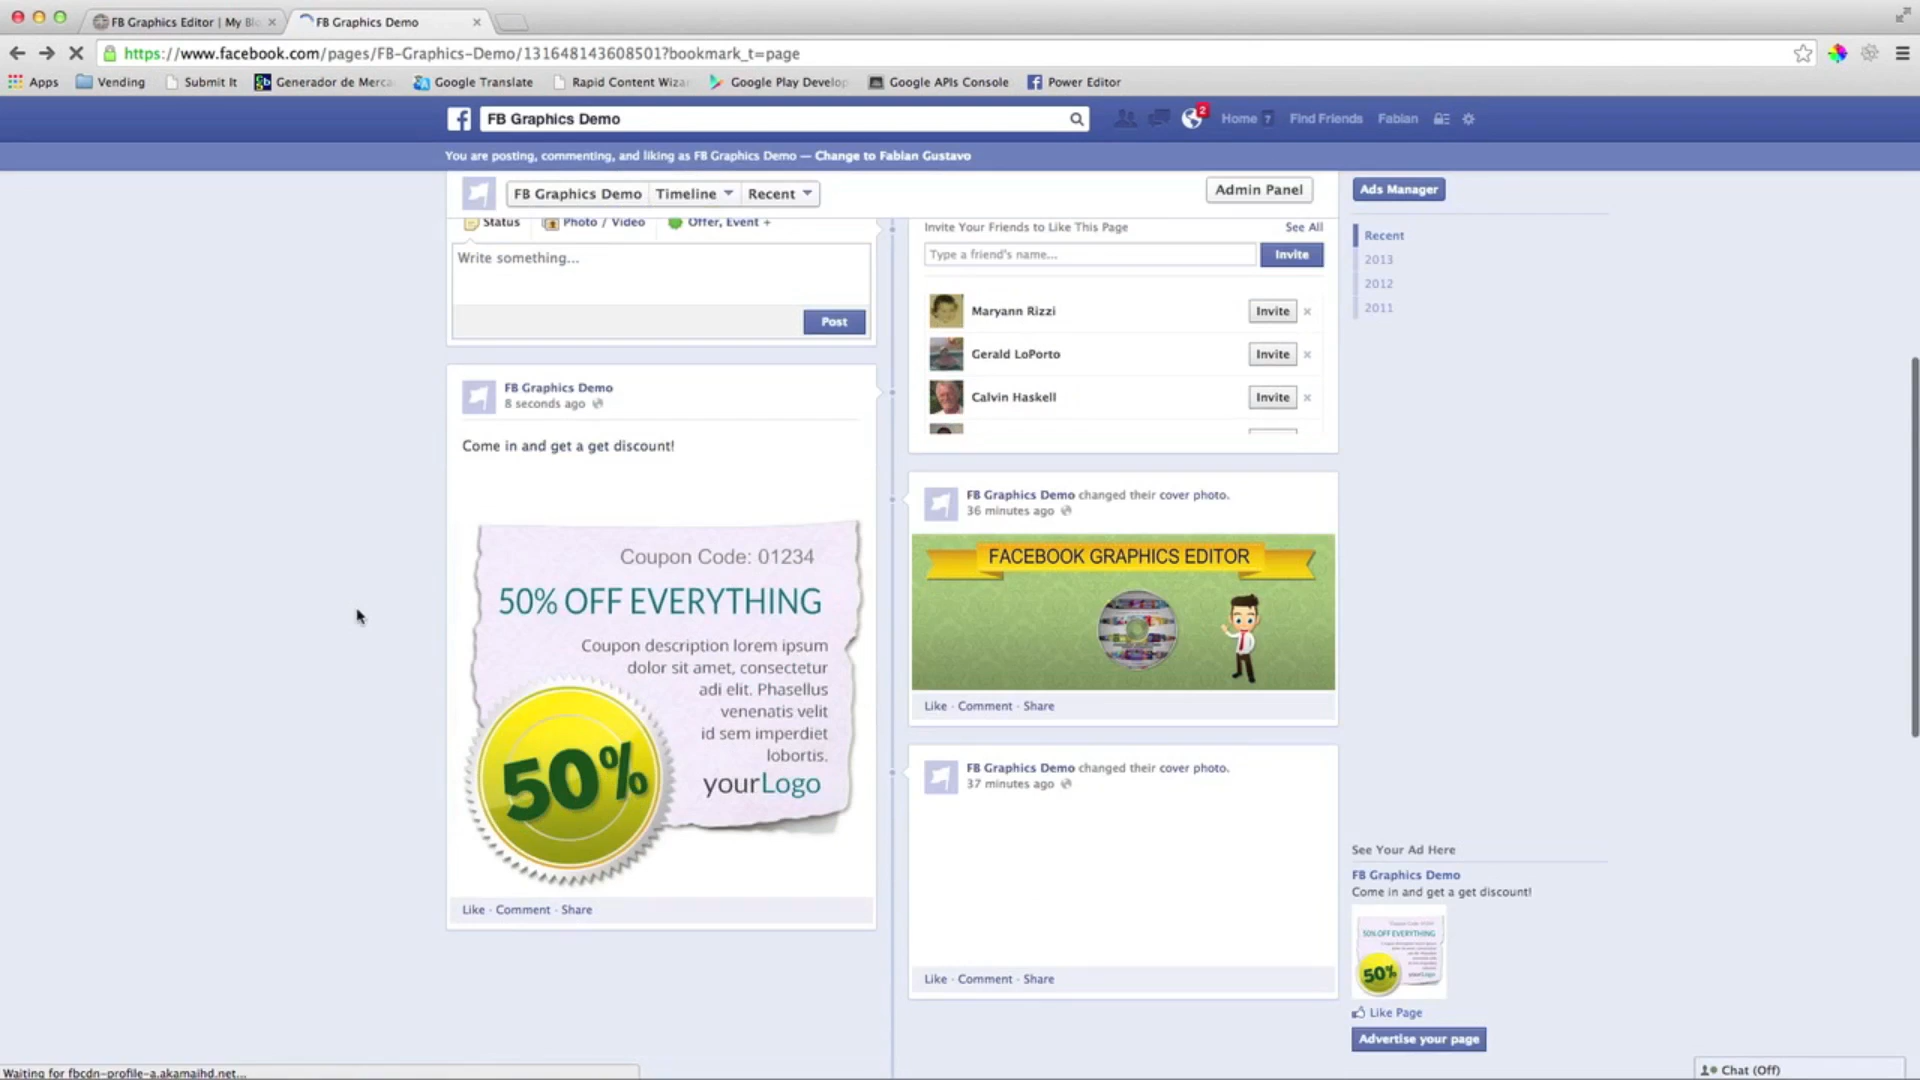 FB Graphics Editor | My Blo
FB Graphics Demo
https://www.facebook.com/pages/FB-Graphics-Demo/131648143608501?bookmark_t=page
Apps
Vending
Submit It
Generador de Merca
Google Translate
Rapid Content Wiza
Google Play Develop
Google APIs Console
Power Editor
FB Graphics Demo
2
Home 7
Find Friends
Fabian
You are posting, commenting, and liking as FB Graphics Demo — Change to Fabian Gustavo
FB Graphics Demo
Timeline
Recent
Admin Panel
Ads Manager
Status
Photo / Video
Offer, Event +
Write something...
Post
Invite Your Friends to Like This Page
See All
Type a friend's name...
Invite
Maryann Rizzi
Invite
Gerald LoPorto
Invite
Calvin Haskell
Invite
Recent
2013
2012
2011
FB Graphics Demo
8 seconds ago
Come in and get a get discount!
Coupon Code: 01234
50% OFF EVERYTHING
Coupon description lorem ipsum
dolor sit amet, consectetur
adi elit. Phasellus
venenatis velit
id sem imperdiet
lobortis.
50%
yourLogo
Like · Comment · Share
FB Graphics Demo changed their cover photo.
36 minutes ago
FACEBOOK GRAPHICS EDITOR
Like · Comment · Share
FB Graphics Demo changed their cover photo.
37 minutes ago
Like · Comment · Share
See Your Ad Here
FB Graphics Demo
Come in and get a get discount!
50% OFF EVERYTHING
50%
yourLogo
Like Page
Advertise your page
Waiting for fbcdn-profile-a.akamaihd.net...
Chat (Off)